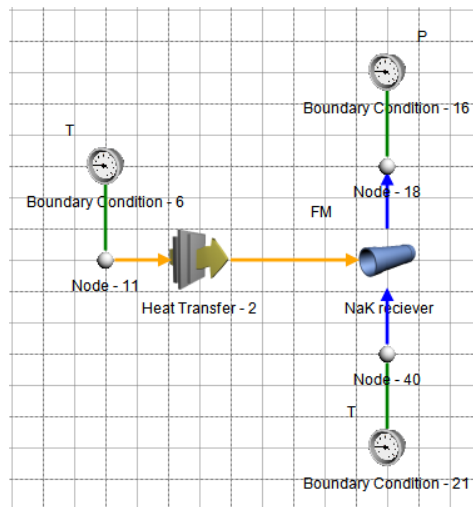 P
Boundary Condition - 16
T
Boundary Condition - 6
Node - 18
FM
Node - 11
Heat Transfer - 2
NaK reciever
Node - 40
T
Boundary Condition - 21